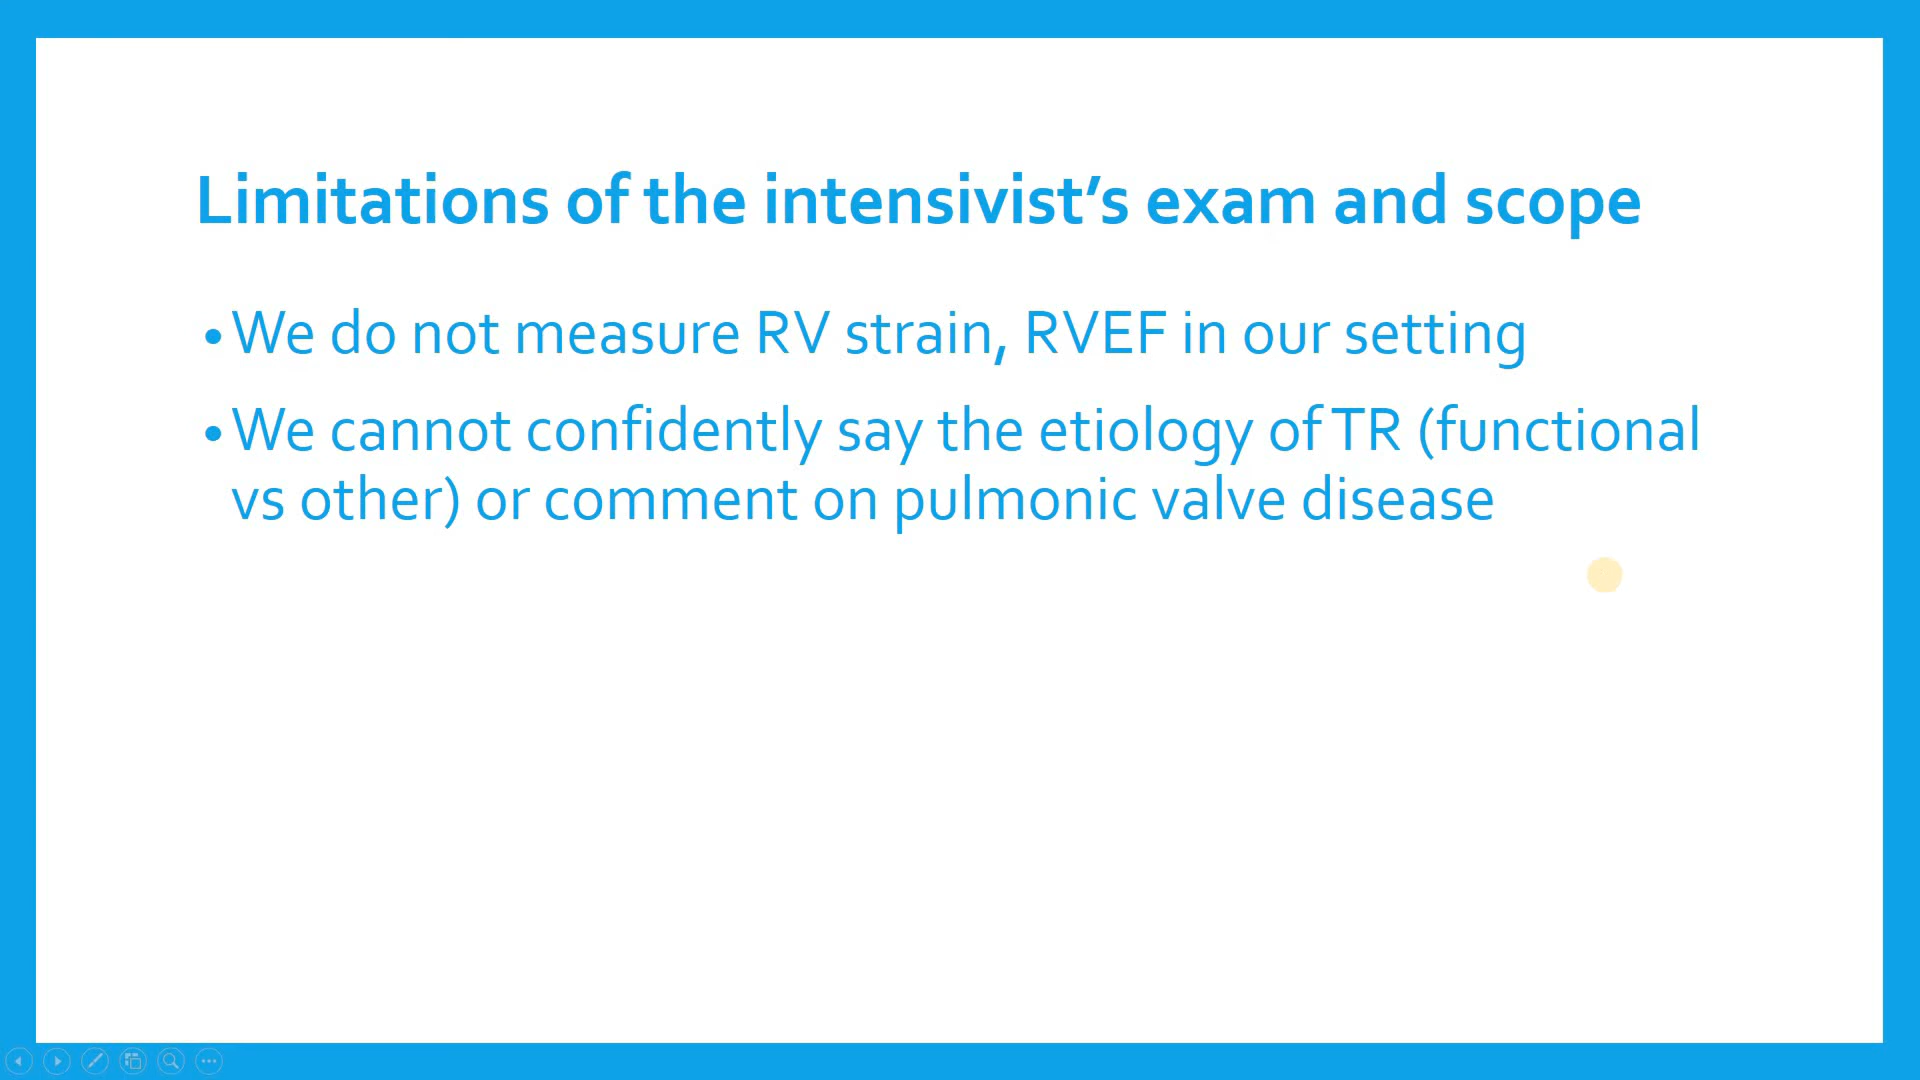 Limitations of the intensivist’s exam and scope
•We do not measure RV strain, RVEF in our setting
•We cannot confidently say the etiology of TR (functional
vs other) or comment on pulmonic valve disease